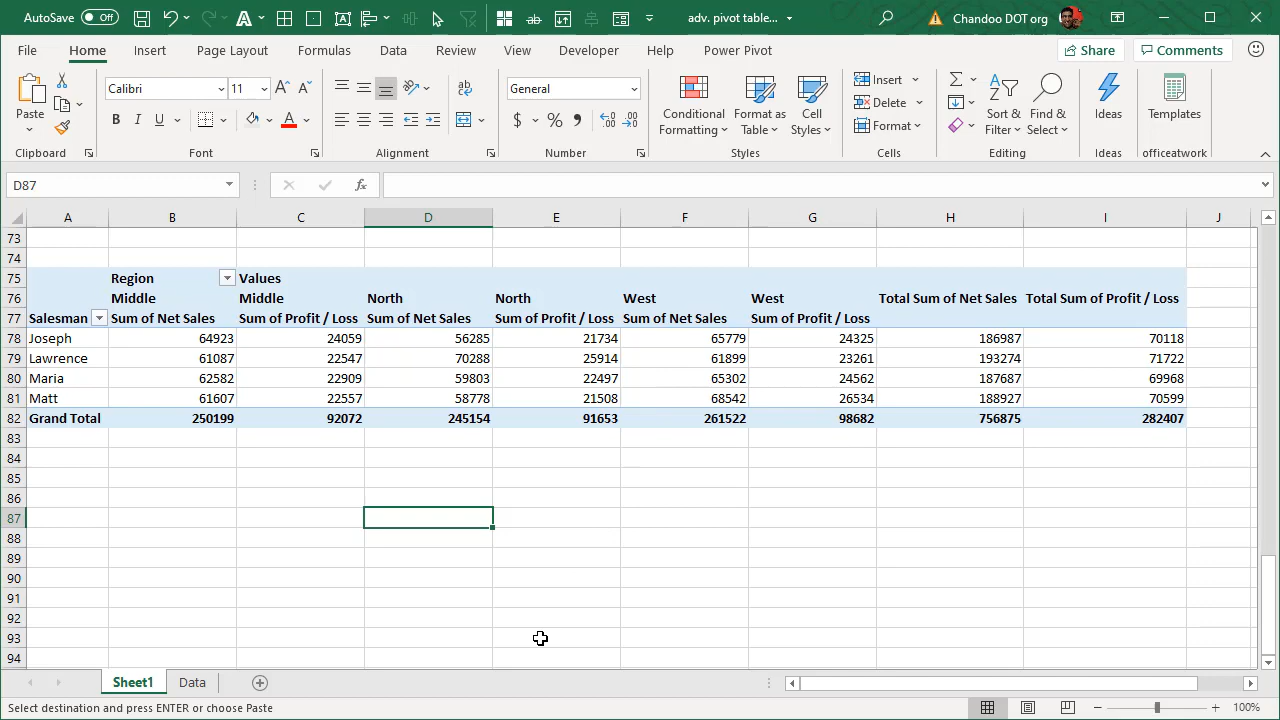 AutoSave Off adv. pivot table... Chandoo DOT org
File Home Insert Page Layout Formulas Data Review View Developer Help Power Pivot Share Comments
Paste
Calibri 11
B I U A
General
$ % ,
Conditional Formatting
Format as Table
Cell Styles
Insert
Delete
Format
Sort & Filter
Find & Select
Ideas
Templates
Clipboard Font Alignment Number Styles Cells Editing Ideas officeatwork
D87 fx
A B C D E F G H I J
73
74
75 Region Values
76 Middle Middle North North West West Total Sum of Net Sales Total Sum of Profit / Loss
77 Salesman Sum of Net Sales Sum of Profit / Loss Sum of Net Sales Sum of Profit / Loss Sum of Net Sales Sum of Profit / Loss
78 Joseph 64923 24059 56285 21734 65779 24325 186987 70118
79 Lawrence 61087 22547 70288 25914 61899 23261 193274 71722
80 Maria 62582 22909 59803 22497 65302 24562 187687 69968
81 Matt 61607 22557 58778 21508 68542 26534 188927 70599
82 Grand Total 250199 92072 245154 91653 261522 98682 756875 282407
83
84
85
86
87
88
89
90
91
92
93
94
Sheet1 Data
Select destination and press ENTER or choose Paste 100%